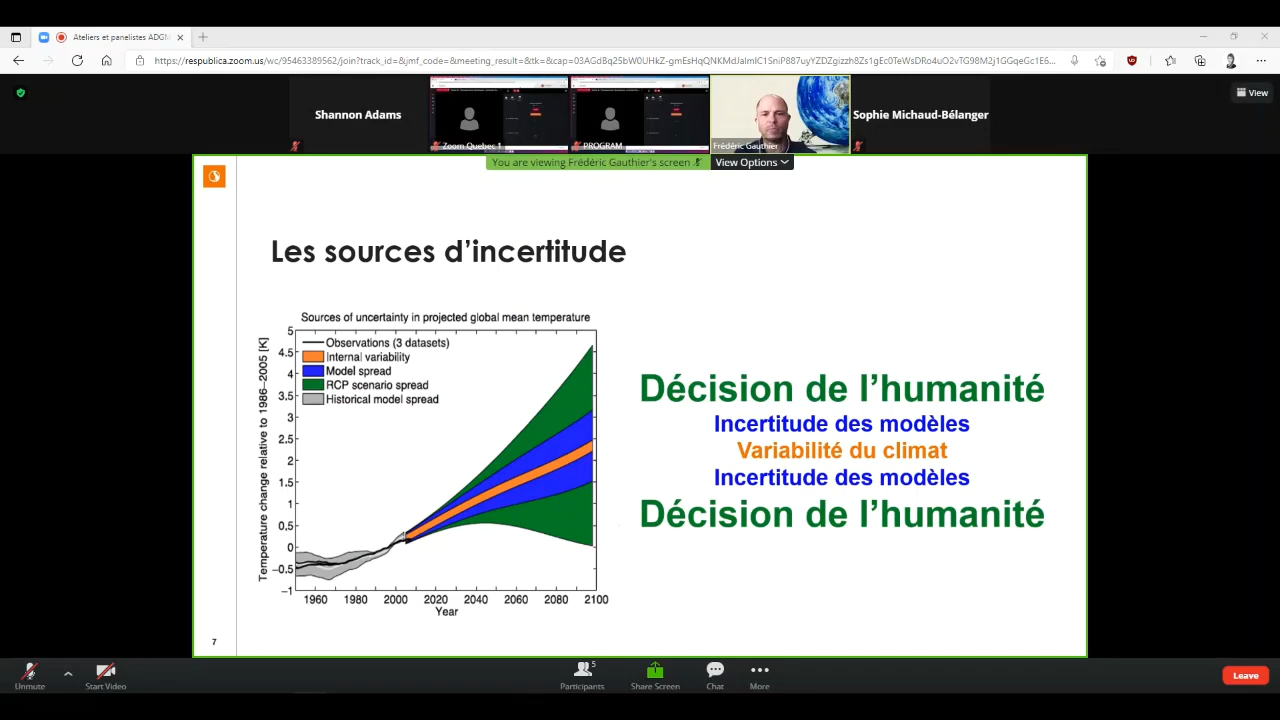 Ateliers et panelistes ADGM
Shannon Adams
Zoom Quebec 1
PROGRAM
Frédéric Gauthier
Sophie Michaud-Bélanger
View
You are viewing Frédéric Gauthier's screen
View Options
Les sources d'incertitude
Sources of uncertainty in projected global mean temperature
Temperature change relative to 1986–2005 [K]
5
4.5
4
3.5
3
2.5
2
1.5
1
0.5
0
−0.5
−1
Observations (3 datasets)
Internal variability
Model spread
RCP scenario spread
Historical model spread
1960 1980 2000 2020 2040 2060 2080 2100
Year
Décision de l'humanité
Incertitude des modèles
Variabilité du climat
Incertitude des modèles
Décision de l'humanité
7
Unmute
Start Video
5
Participants
Share Screen
Chat
More
Leave